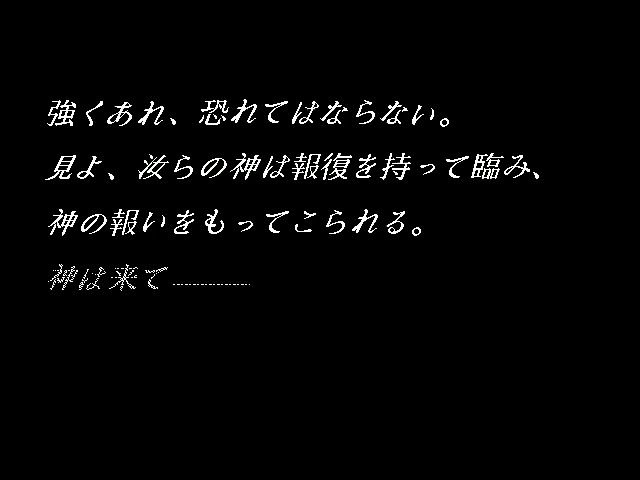 強くあれ、恐れてはならない。
見よ、汝らの神は報復を持って臨み、
神の報いをもってこられる。
神は来て―――